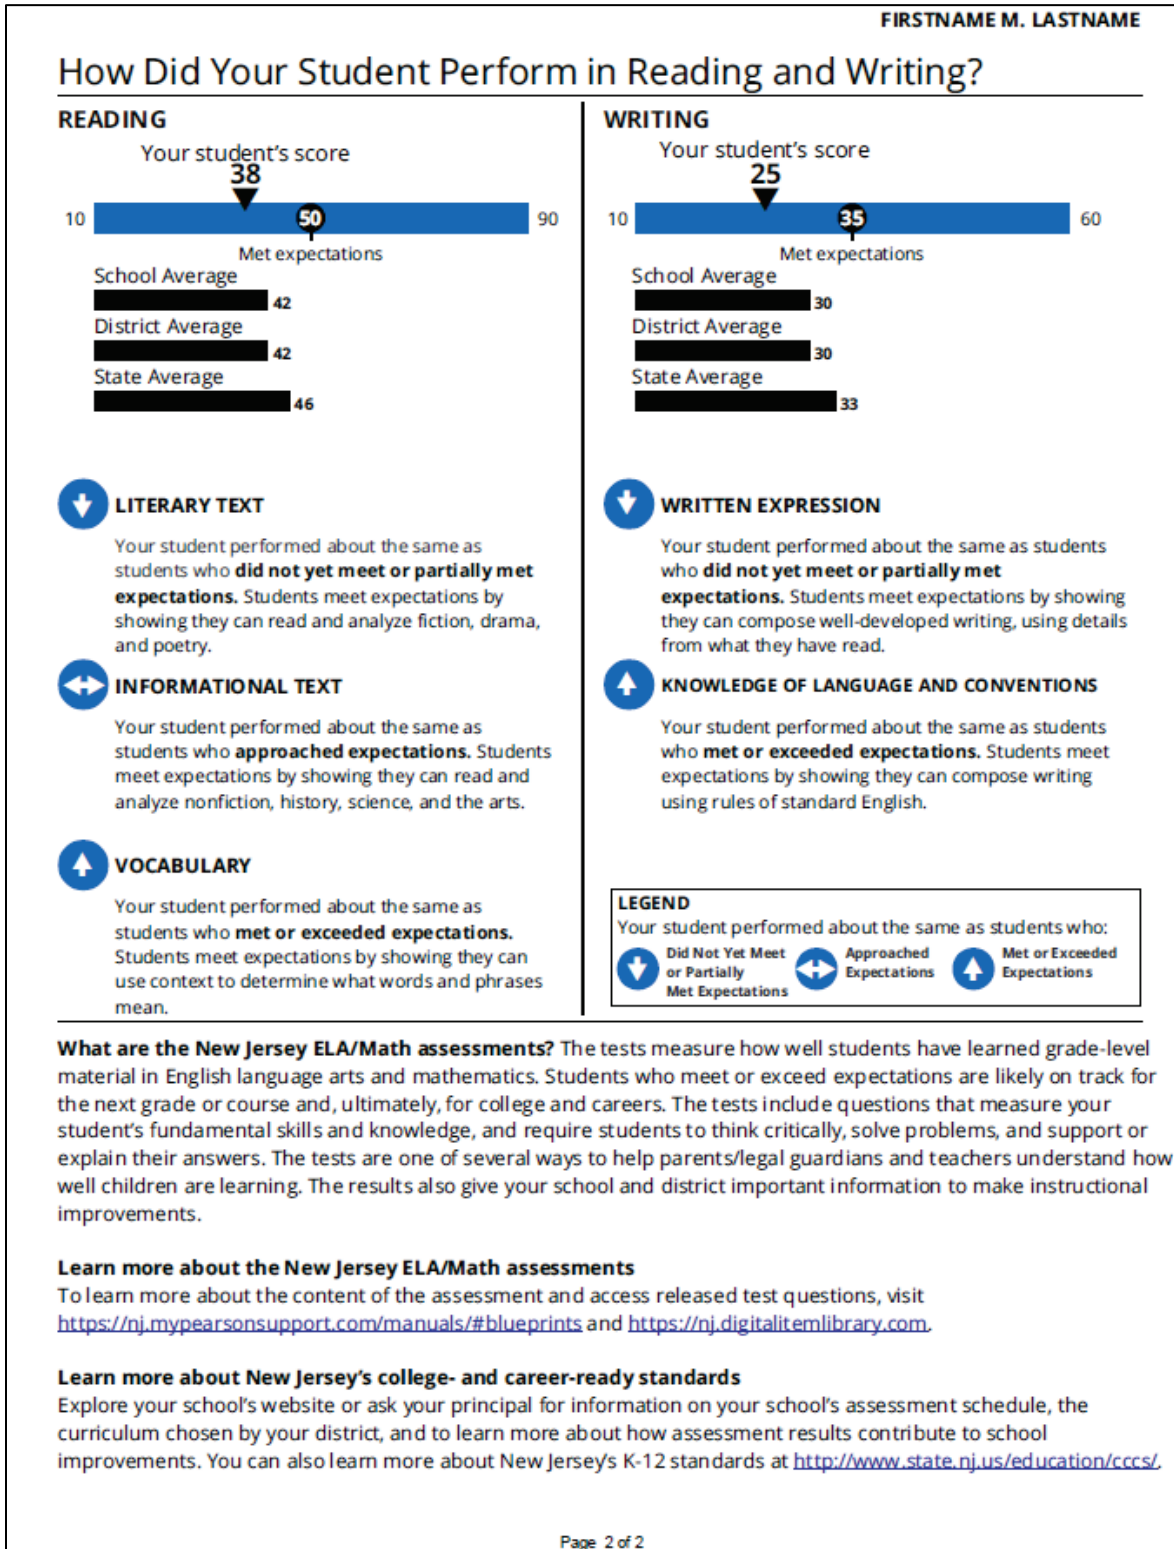 FIRSTNAME M. LASTNAME
How Did Your Student Perform in Reading and Writing?
READING
Your student's score
38
10
50
90
Met expectations
School Average
42
District Average
42
State Average
46
LITERARY TEXT
Your student performed about the same as
students who did not yet meet or partially met
expectations. Students meet expectations by
showing they can read and analyze fiction, drama,
and poetry.
INFORMATIONAL TEXT
Your student performed about the same as
students who approached expectations. Students
meet expectations by showing they can read and
analyze nonfiction, history, science, and the arts.
VOCABULARY
Your student performed about the same as
students who met or exceeded expectations.
Students meet expectations by showing they can
use context to determine what words and phrases
mean.
WRITING
Your student's score
25
10
35
60
Met expectations
School Average
30
District Average
30
State Average
33
WRITTEN EXPRESSION
Your student performed about the same as students
who did not yet meet or partially met
expectations. Students meet expectations by showing
they can compose well-developed writing, using details
from what they have read.
KNOWLEDGE OF LANGUAGE AND CONVENTIONS
Your student performed about the same as students
who met or exceeded expectations. Students meet
expectations by showing they can compose writing
using rules of standard English.
LEGEND
Your student performed about the same as students who:
Did Not Yet Meet
or Partially
Met Expectations
Approached
Expectations
Met or Exceeded
Expectations
What are the New Jersey ELA/Math assessments? The tests measure how well students have learned grade-level
material in English language arts and mathematics. Students who meet or exceed expectations are likely on track for
the next grade or course and, ultimately, for college and careers. The tests include questions that measure your
student's fundamental skills and knowledge, and require students to think critically, solve problems, and support or
explain their answers. The tests are one of several ways to help parents/legal guardians and teachers understand how
well children are learning. The results also give your school and district important information to make instructional
improvements.
Learn more about the New Jersey ELA/Math assessments
To learn more about the content of the assessment and access released test questions, visit
https://nj.mypearsonsupport.com/manuals/#blueprints and https://nj.digitalitemlibrary.com.
Learn more about New Jersey's college- and career-ready standards
Explore your school's website or ask your principal for information on your school's assessment schedule, the
curriculum chosen by your district, and to learn more about how assessment results contribute to school
improvements. You can also learn more about New Jersey's K-12 standards at http://www.state.nj.us/education/cccs/.
Page 2 of 2